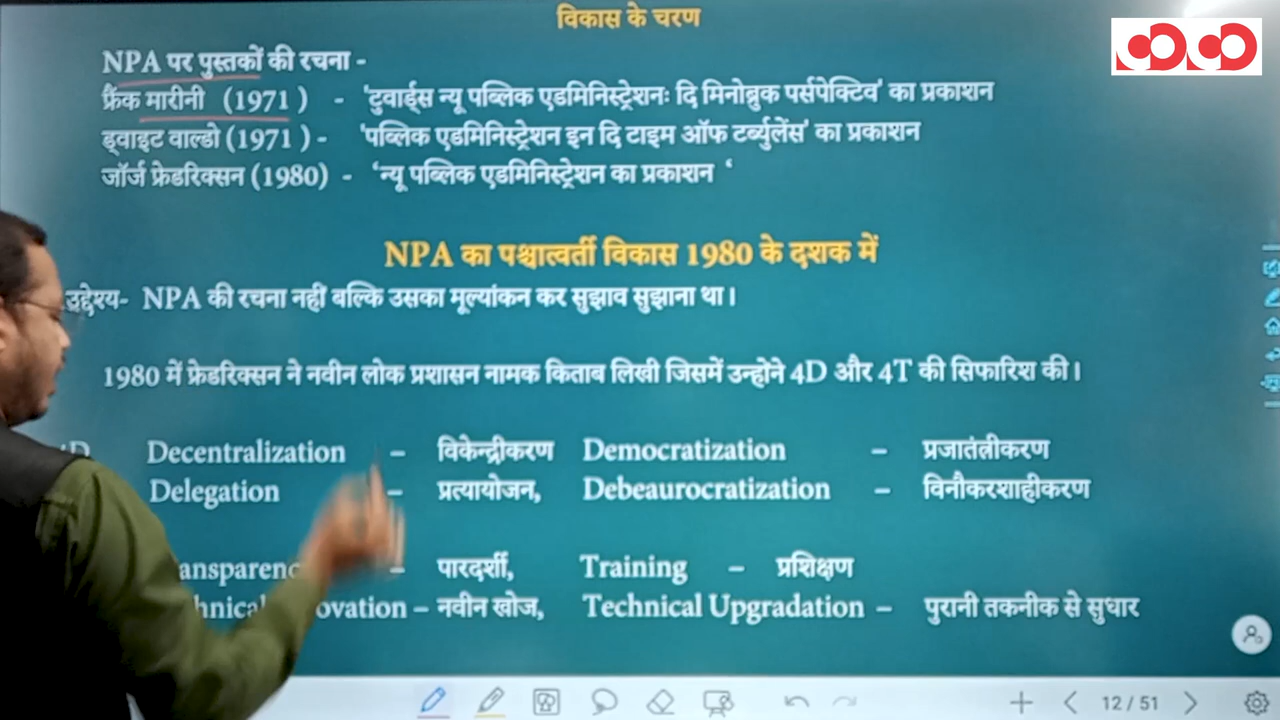 विकास के चरण
NPA पर पुस्तकों की रचना -
फ्रैंक मारीनी (1971 ) - 'टुवार्ड्स न्यू पब्लिक एडमिनिस्ट्रेशनः दि मिनोब्रुक पर्सपेक्टिव' का प्रकाशन
ड्वाइट वाल्डो (1971 ) - 'पब्लिक एडमिनिस्ट्रेशन इन दि टाइम ऑफ टर्ब्युलेंस' का प्रकाशन
जॉर्ज फ्रेडरिक्सन (1980) - 'न्यू पब्लिक एडमिनिस्ट्रेशन का प्रकाशन '
NPA का पश्चात्वर्ती विकास 1980 के दशक में
उद्देश्य- NPA की रचना नहीं बल्कि उसका मूल्यांकन कर सुझाव सुझाना था।
1980 में फ्रेडरिक्सन ने नवीन लोक प्रशासन नामक किताब लिखी जिसमें उन्होंने 4D और 4T की सिफारिश की।
Decentralization - विकेन्द्रीकरण Democratization - प्रजातंत्रीकरण
Delegation - प्रत्यायोजन, Debeaurocratization - विनौकरशाहीकरण
पारदर्शी, Training - प्रशिक्षण
- नवीन खोज, Technical Upgradation - पुरानी तकनीक से सुधार
12 / 51